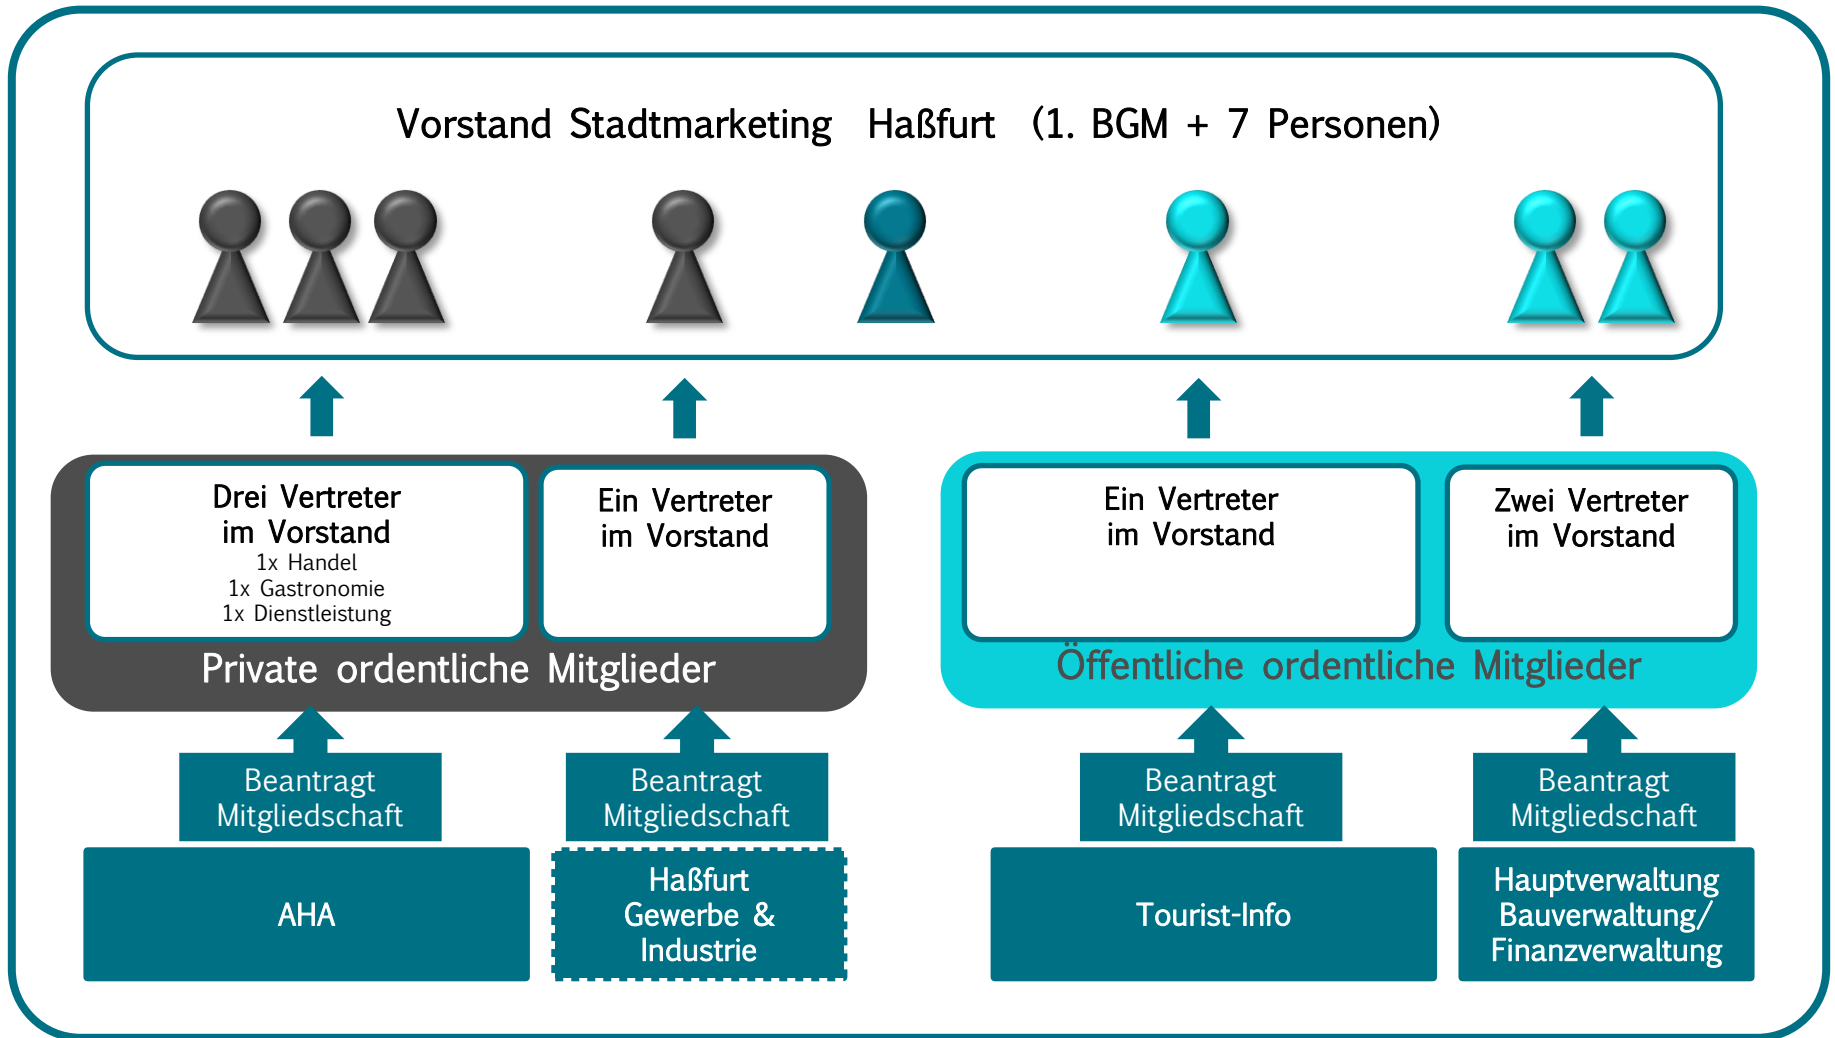 Vorstand Stadtmarketing Haßfurt (1. BGM + 7 Personen)
Drei Vertreter
im Vorstand
1x Handel
1x Gastronomie
1x Dienstleistung
Ein Vertreter
im Vorstand
Private ordentliche Mitglieder
Ein Vertreter
im Vorstand
Zwei Vertreter
im Vorstand
Öffentliche ordentliche Mitglieder
Beantragt
Mitgliedschaft
Beantragt
Mitgliedschaft
Beantragt
Mitgliedschaft
Beantragt
Mitgliedschaft
AHA
Haßfurt
Gewerbe &
Industrie
Tourist-Info
Hauptverwaltung
Bauverwaltung/
Finanzverwaltung